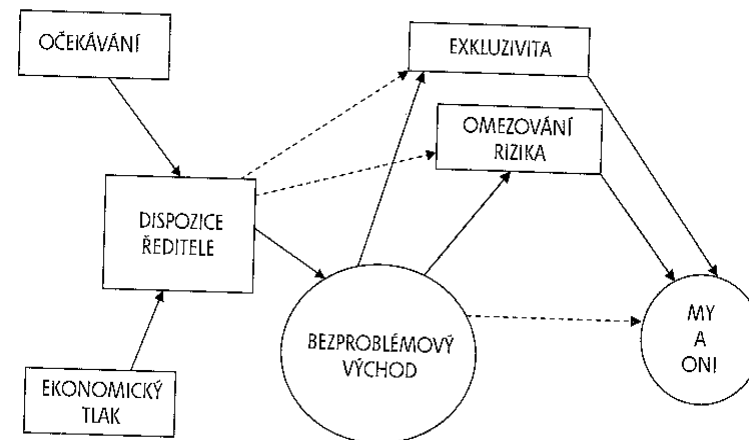 OČEKÁVÁNÍ
EXKLUZIVITA
OMEZOVÁNÍ
RIZIKA
DISPOZICE
ŘEDITELE
BEZPROBLÉMOVÝ
VÝCHOD
MY
A
ONI
EKONOMICKÝ
TLAK